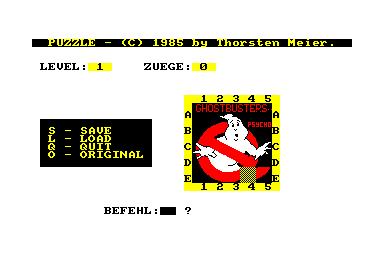 PUZZLE - (C) 1985 by Thorsten Meier.
LEVEL: 1 ZUEGE: 0
1 2 3 4 5
GHOSTBUSTERS
PSYCHO
A A
B B
C C
D D
E E
1 2 3 4 5
S - SAVE
L - LOAD
Q - QUIT
O - ORIGINAL
BEFEHL: ?